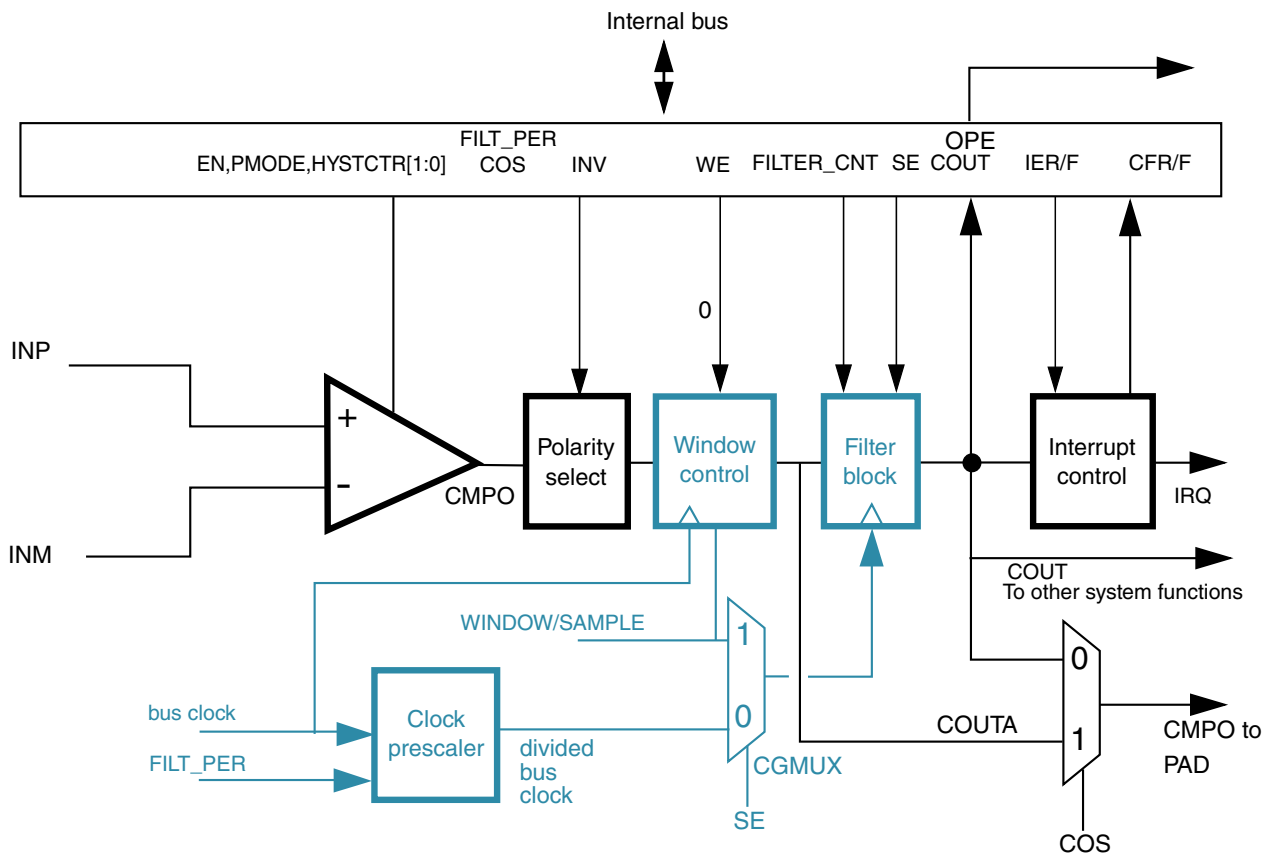 Internal bus
FILT_PER
OPE
EN,PMODE,HYSTCTR[1:0] COS INV WE FILTER_CNT SE COUT IER/F CFR/F
0
INP
+
-
INM
CMPO
Polarity
select
Window
control
Filter
block
Interrupt
control
IRQ
COUT
To other system functions
WINDOW/SAMPLE
1
0
CGMUX
SE
bus clock
FILT_PER
Clock
prescaler
divided
bus
clock
COUTA
0
1
COS
CMPO to
PAD